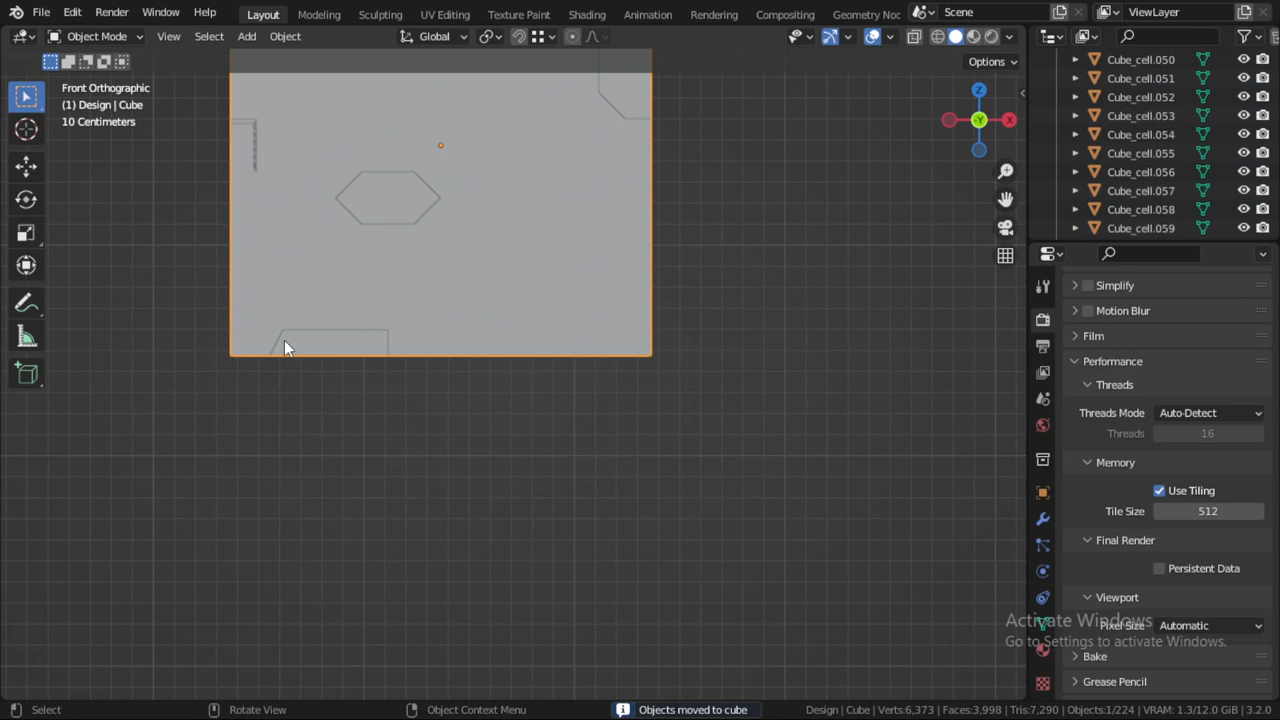 File Edit Render Window Help Layout Modeling Sculpting UV Editing Texture Paint Shading Animation Rendering Compositing Geometry Noc Scene ViewLayer
Object Mode View Select Add Object Global
Options
Front Orthographic
(1) Design | Cube
10 Centimeters
Z
X
-Y
Cube_cell.050
Cube_cell.051
Cube_cell.052
Cube_cell.053
Cube_cell.054
Cube_cell.055
Cube_cell.056
Cube_cell.057
Cube_cell.058
Cube_cell.059
Simplify
Motion Blur
Film
Performance
Threads
Threads Mode Auto-Detect
Threads 16
Memory
Use Tiling
Tile Size 512
Final Render
Persistent Data
Viewport
Pixel Size Automatic
Activate Windows
Go to Settings to activate Windows.
Bake
Grease Pencil
Select Rotate View Object Context Menu Objects moved to cube Design | Cube | Verts:6,373 | Faces:3,998 | Tris:7,290 | Objects:1/224 | VRAM: 1.3/12.0 GiB | 3.2.0